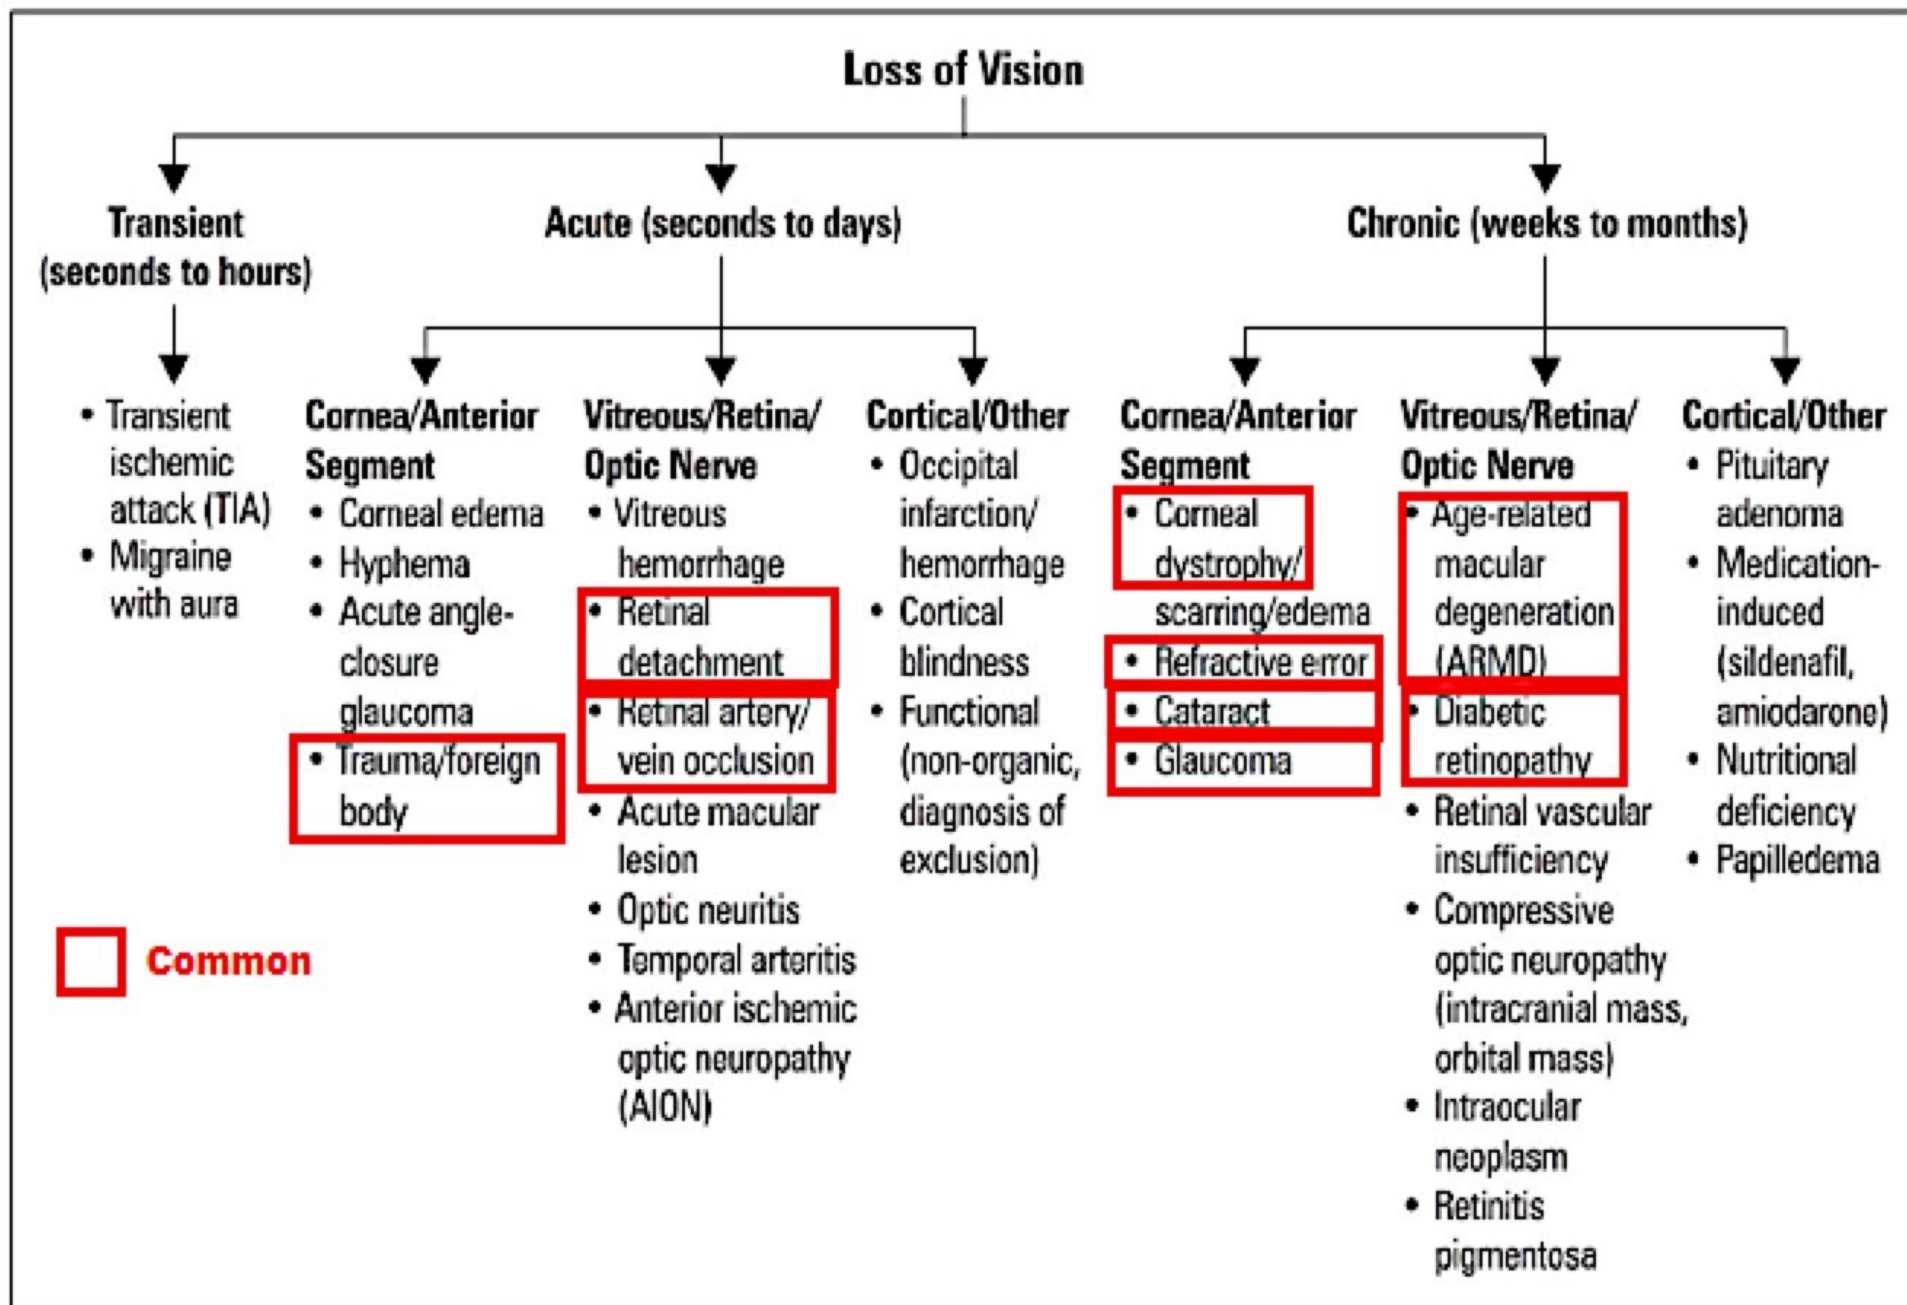 Loss of Vision
Transient
(seconds to hours)
Acute (seconds to days)
Chronic (weeks to months)
• Transient
ischemic
attack (TIA)
• Migraine
with aura
Cornea/Anterior
Segment
• Corneal edema
• Hyphema
• Acute angle-
closure
glaucoma
• Trauma/foreign
body
Vitreous/Retina/
Optic Nerve
• Vitreous
hemorrhage
• Retinal
detachment
• Retinal artery/
vein occlusion
• Acute macular
lesion
• Optic neuritis
• Temporal arteritis
• Anterior ischemic
optic neuropathy
(AION)
Cortical/Other
• Occipital
infarction/
hemorrhage
• Cortical
blindness
• Functional
(non-organic,
diagnosis of
exclusion)
Cornea/Anterior
Segment
• Corneal
dystrophy/
scarring/edema
• Refractive error
• Cataract
• Glaucoma
Vitreous/Retina/
Optic Nerve
• Age-related
macular
degeneration
(ARMD)
• Diabetic
retinopathy
• Retinal vascular
insufficiency
• Compressive
optic neuropathy
(intracranial mass,
orbital mass)
• Intraocular
neoplasm
• Retinitis
pigmentosa
Cortical/Other
• Pituitary
adenoma
• Medication-
induced
(sildenafil,
amiodarone)
• Nutritional
deficiency
• Papilledema
Common